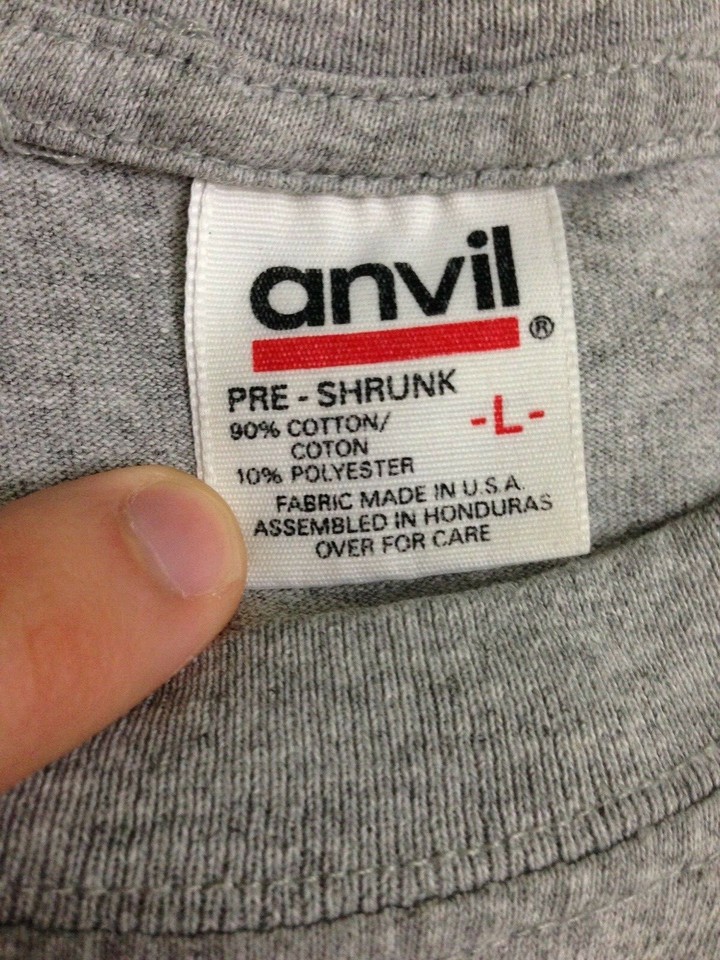 anvil®
PRE - SHRUNK
90% COTTON/
COTON
-L-
10% POLYESTER
FABRIC MADE IN U.S.A.
ASSEMBLED IN HONDURAS
OVER FOR CARE